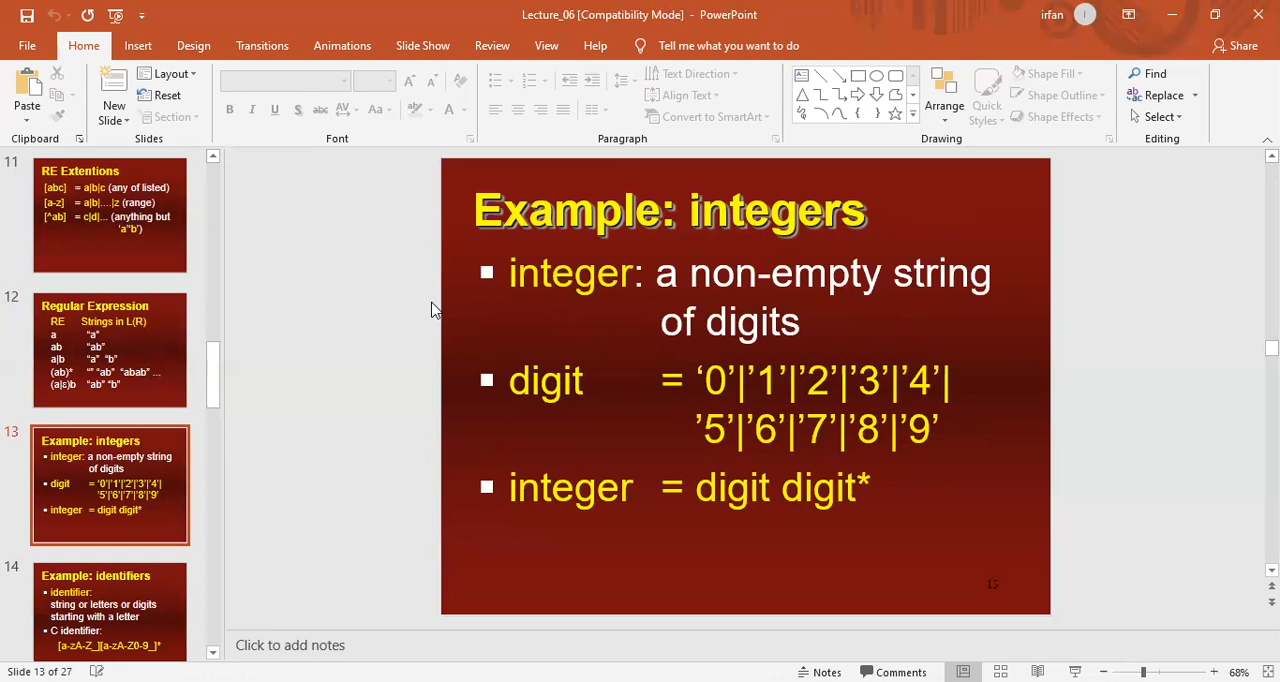 Lecture_06 [Compatibility Mode] - PowerPoint
irfan
I
File Home Insert Design Transitions Animations Slide Show Review View Help Tell me what you want to do Share
Paste
New
Slide
Layout
Reset
Section
B I U S abc AV Aa A
Text Direction
Align Text
Convert to SmartArt
Arrange
Quick
Styles
Shape Fill
Shape Outline
Shape Effects
Find
Replace
Select
Clipboard Slides Font Paragraph Drawing Editing
11
RE Extentions
[abc] = a|b|c (any of listed)
[a-z] = a|b|....|z (range)
[^ab] = c|d|... (anything but
‘a’‘b’)
12
Regular Expression
RE Strings in L(R)
a “a”
ab “ab”
a|b “a” “b”
(ab)* “” “ab” “abab” ...
(a|ε)b “ab” “b”
13
Example: integers
integer: a non-empty string
of digits
digit = ‘0’|’1’|’2’|’3’|’4’|
’5’|’6’|’7’|’8’|’9’
integer = digit digit*
14
Example: identifiers
identifier:
string or letters or digits
starting with a letter
C identifier:
[a-zA-Z_][a-zA-Z0-9_]*
Example: integers
integer: a non-empty string
of digits
digit = ‘0’|’1’|’2’|’3’|’4’|
’5’|’6’|’7’|’8’|’9’
integer = digit digit*
15
Click to add notes
Slide 13 of 27
Notes
Comments
68%